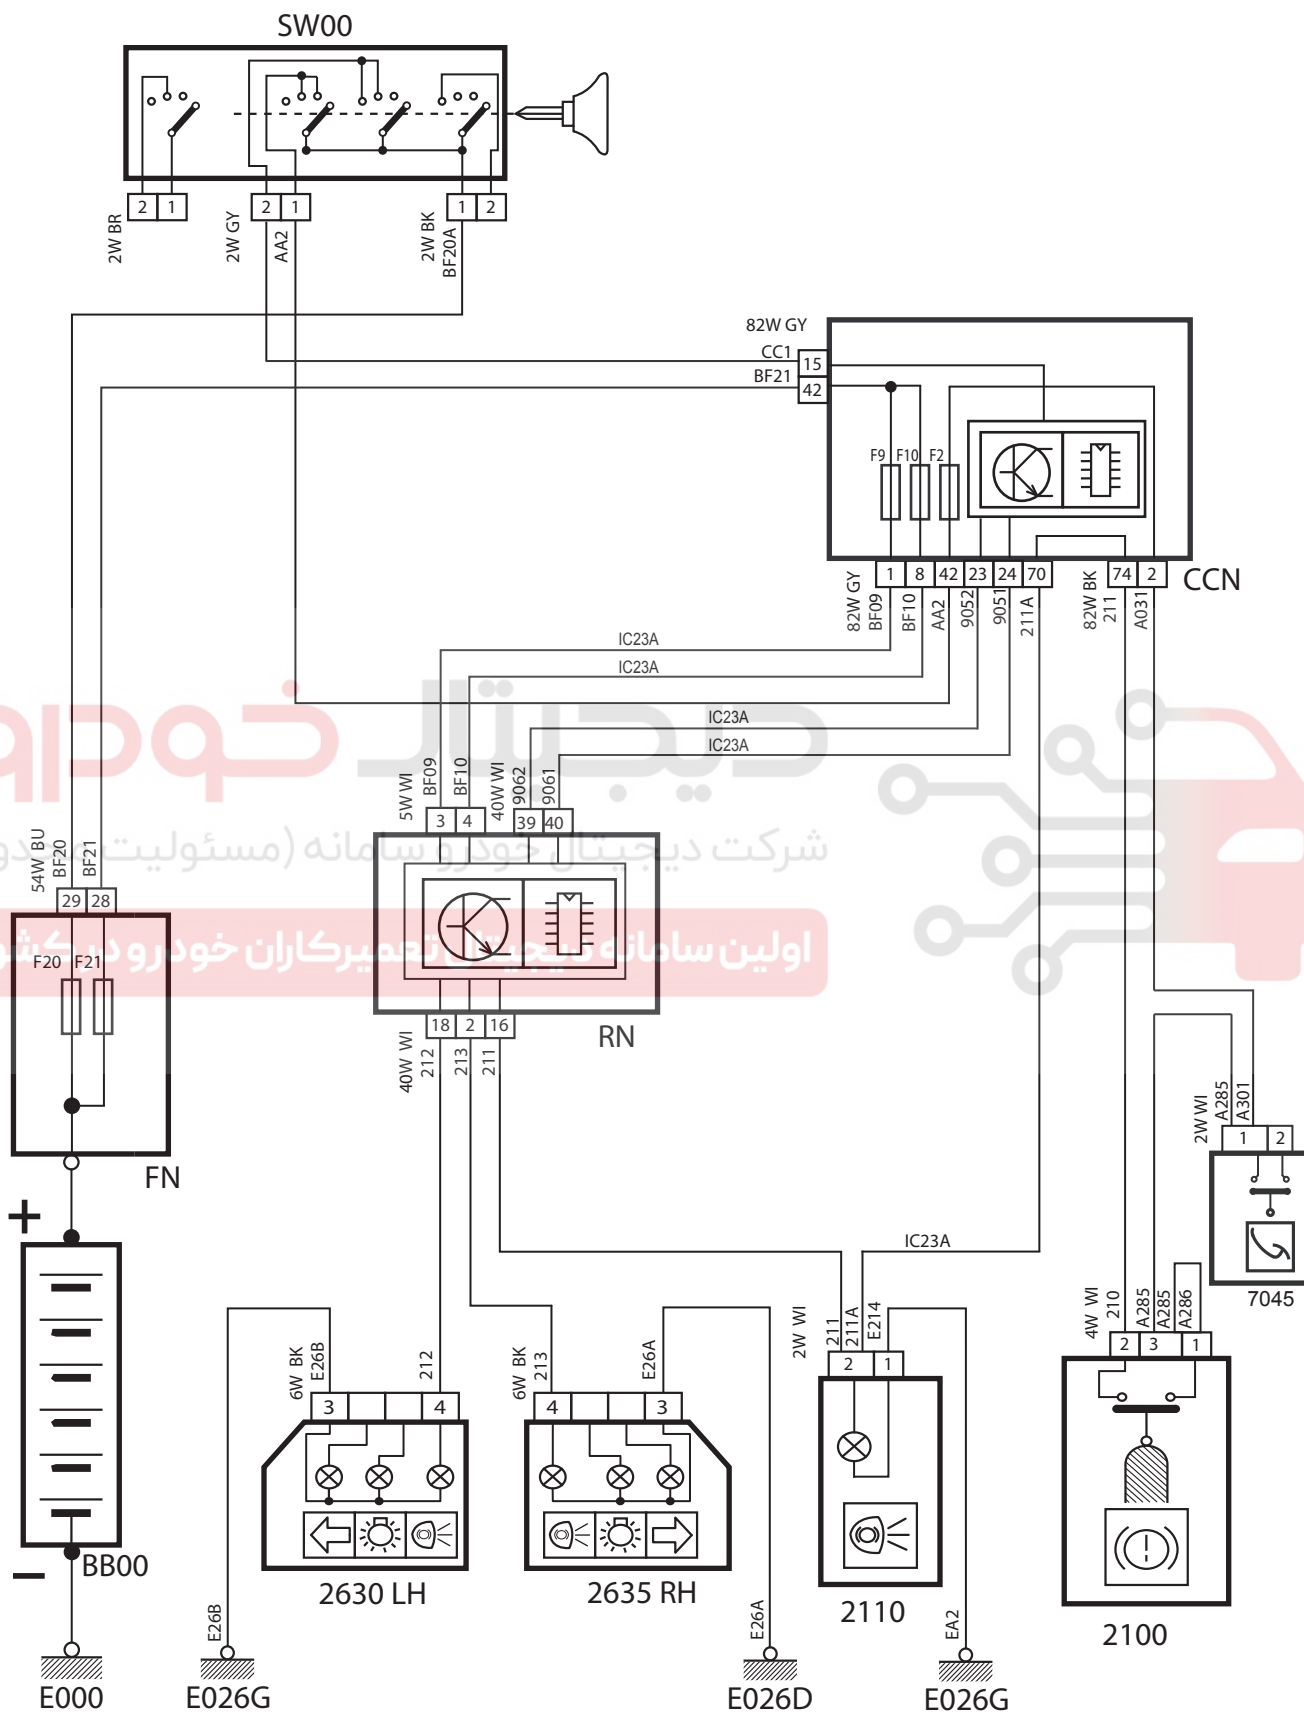 SW00
2 1
2 1
1 2
2W BR
2W GY
AA2
2W BK
BF20A
82W GY
CC1
BF21
15
42
F9 F10 F2
1 8 42 23 24 70 74 2
CCN
82W GY
BF09
BF10
AA2
9052
9051
211A
82W BK
211
A031
IC23A
IC23A
IC23A
IC23A
دیجیتال خودرو
شرکت دیجیتال خودرو سامانه (مسئولیت
اولین سامانه دیجیتال تعمیرکاران خودرو در
5W WI
BF09
BF10
40W WI
9062
9061
3 4 39 40
54W BU
BF20
BF21
29 28
F20 F21
FN
18 2 16
RN
40W WI
212
213
211
2W WI
A285
A301
1 2
7045
+
BB00
−
E000
IC23A
6W BK
E26B
212
3 4
2630 LH
E26B
E026G
6W BK
213
E26A
4 3
2635 RH
E26A
E026D
2W WI
211
211A
E214
2 1
2110
EA2
E026G
4W WI
210
A285
A285
A286
2 3 1
2100